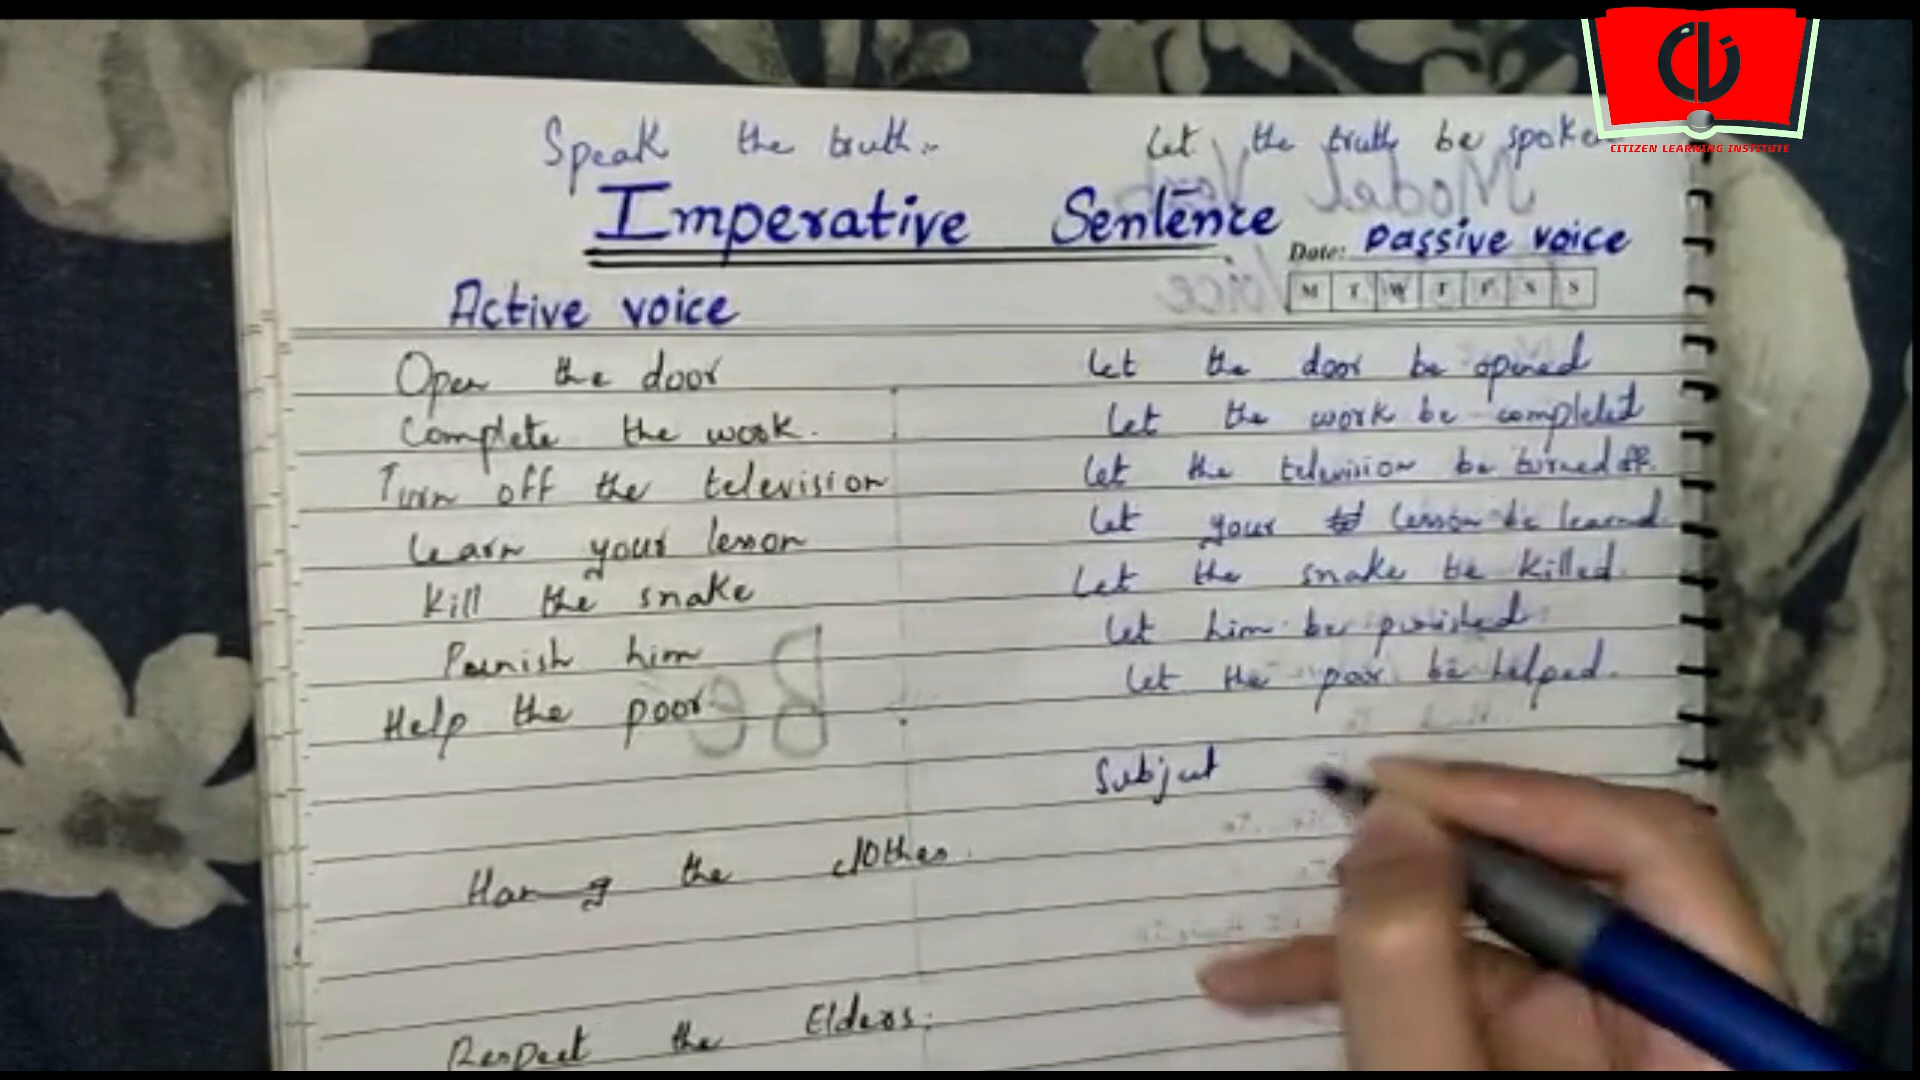 CITIZEN LEARNING INSTITUTE
Speak the truth. Let the truth be spoken
Imperative Sentence
Date: Passive voice
M T W T F S S
Active voice
Open the door Let the door be opened
Complete the work. Let the work be completed
Turn off the television Let the television be turned off.
Learn your lesson Let your lesson be learned.
Kill the snake Let the snake be killed.
Punish him Let him be punished.
Help the poor. Let the poor be helped.
Subject
Hang the clothes.
Respect the Elders.